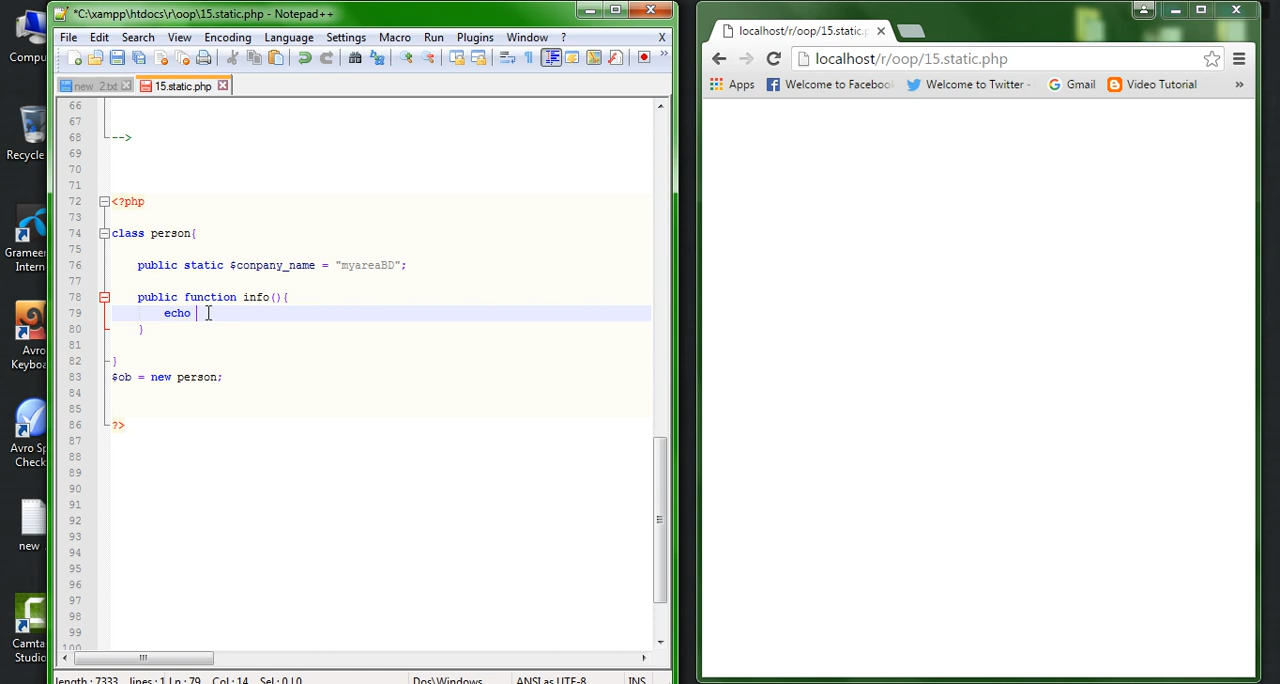 *C:\xampp\htdocs\r\oop\15.static.php - Notepad++
File Edit Search View Encoding Language Settings Macro Run Plugins Window ? X
new 2.txt 15.static.php
66
67
68 -->
69
70
71
72 <?php
73
74 class person{
75
76 public static $conpany_name = "myareaBD";
77
78 public function info(){
79 echo
80 }
81
82 }
83 $ob = new person;
84
85
86 ?>
87
88
89
90
91
92
93
94
95
96
97
98
99
100
length : 7333 lines : 1 Ln : 79 Col : 14 Sel : 0 | 0 Dos\Windows ANSI as UTF-8 INS
Compu
Recycle
Grameen
Intern
Avro
Keyboa
Avro Sp
Check
new
Camta
Studio
localhost/r/oop/15.static.p
localhost/r/oop/15.static.php
Apps Welcome to Facebook Welcome to Twitter - Gmail Video Tutorial »